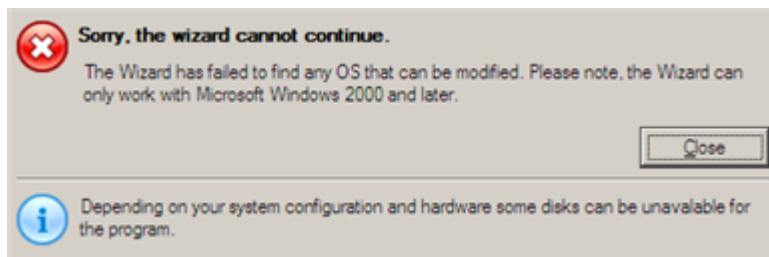 Sorry, the wizard cannot continue.
The Wizard has failed to find any OS that can be modified. Please note, the Wizard can
only work with Microsoft Windows 2000 and later.
Close
Depending on your system configuration and hardware some disks can be unavalable for
the program.